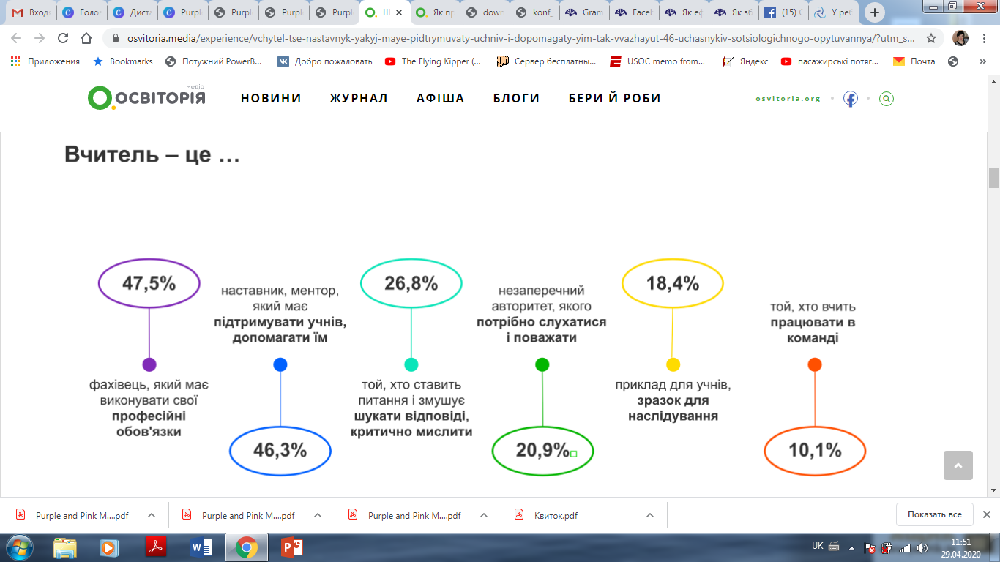 Вході
Голо
Диста
Purpl
Purpl
Purpl
Purpl
Як пр
down
konf_
Gram
Faceb
Як еф
Як зб
(15) С
У реб
osvitoria.media/experience/vchytel-tse-nastavnyk-yakyj-maye-pidtrymuvaty-uchniv-i-dopomagaty-yim-tak-vvazhayut-46-uchasnykiv-sotsiologichnogo-opytuvannya/?utm_s...
Приложения
Bookmarks
Потужний PowerB...
Добро пожаловать
The Flying Kipper (...
Сервер бесплатны...
USOC memo from...
Яндекс
пасажирські потяг...
Почта
»
медіа
ОСВІТОРІЯ
НОВИНИ
ЖУРНАЛ
АФІША
БЛОГИ
БЕРИ Й РОБИ
osvitoria.org
Вчитель – це ...
47,5%
фахівець, який має
виконувати свої
професійні
обов'язки
наставник, ментор,
який має
підтримувати учнів,
допомагати їм
46,3%
26,8%
той, хто ставить
питання і змушує
шукати відповіді,
критично мислити
незаперечний
авторитет, якого
потрібно слухатися
і поважати
20,9%
18,4%
приклад для учнів,
зразок для
наслідування
той, хто вчить
працювати в
команді
10,1%
Purple and Pink M....pdf
Purple and Pink M....pdf
Purple and Pink M....pdf
Квиток.pdf
Показать все
UK
11:51
29.04.2020